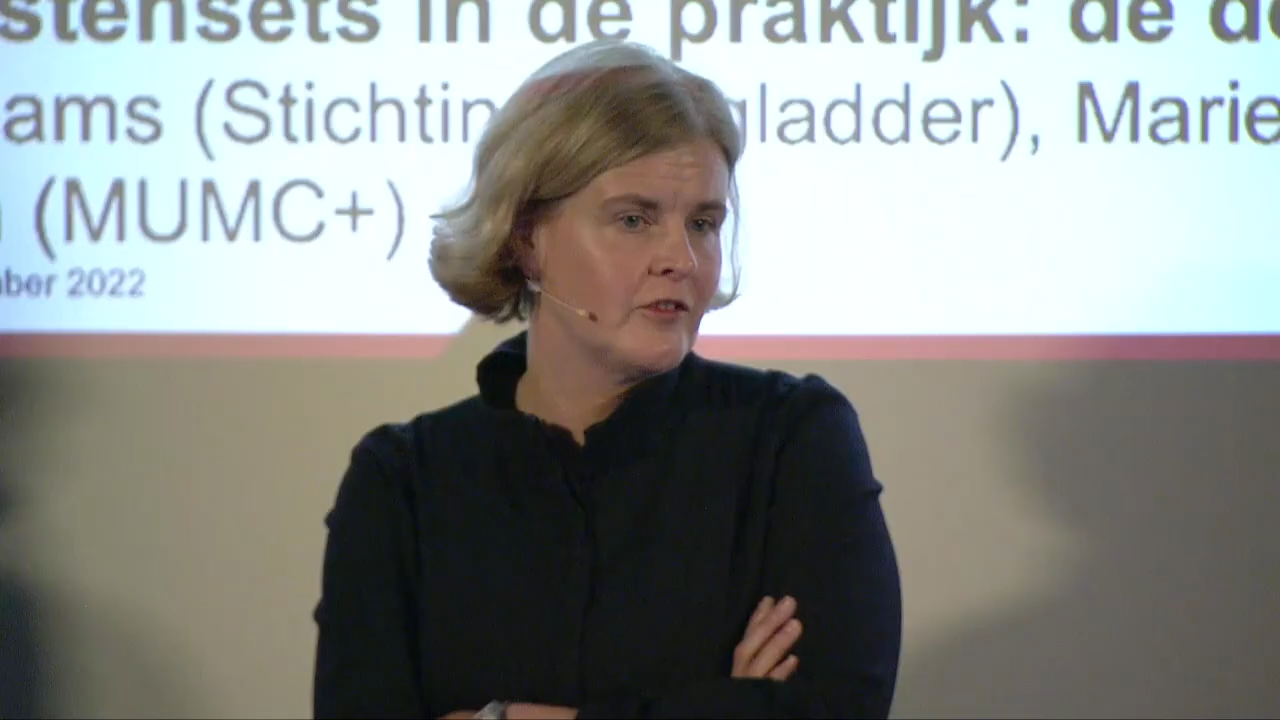 stensets in de praktijk: de d
ams (Stichtin gladder), Marie
(MUMC+)
ber 2022